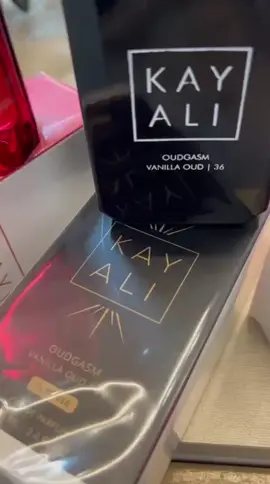 KAY
ALI
OUDGASM
VANILLA OUD | 36
KAY
ALI
OUDGASM
VANILLA OUD